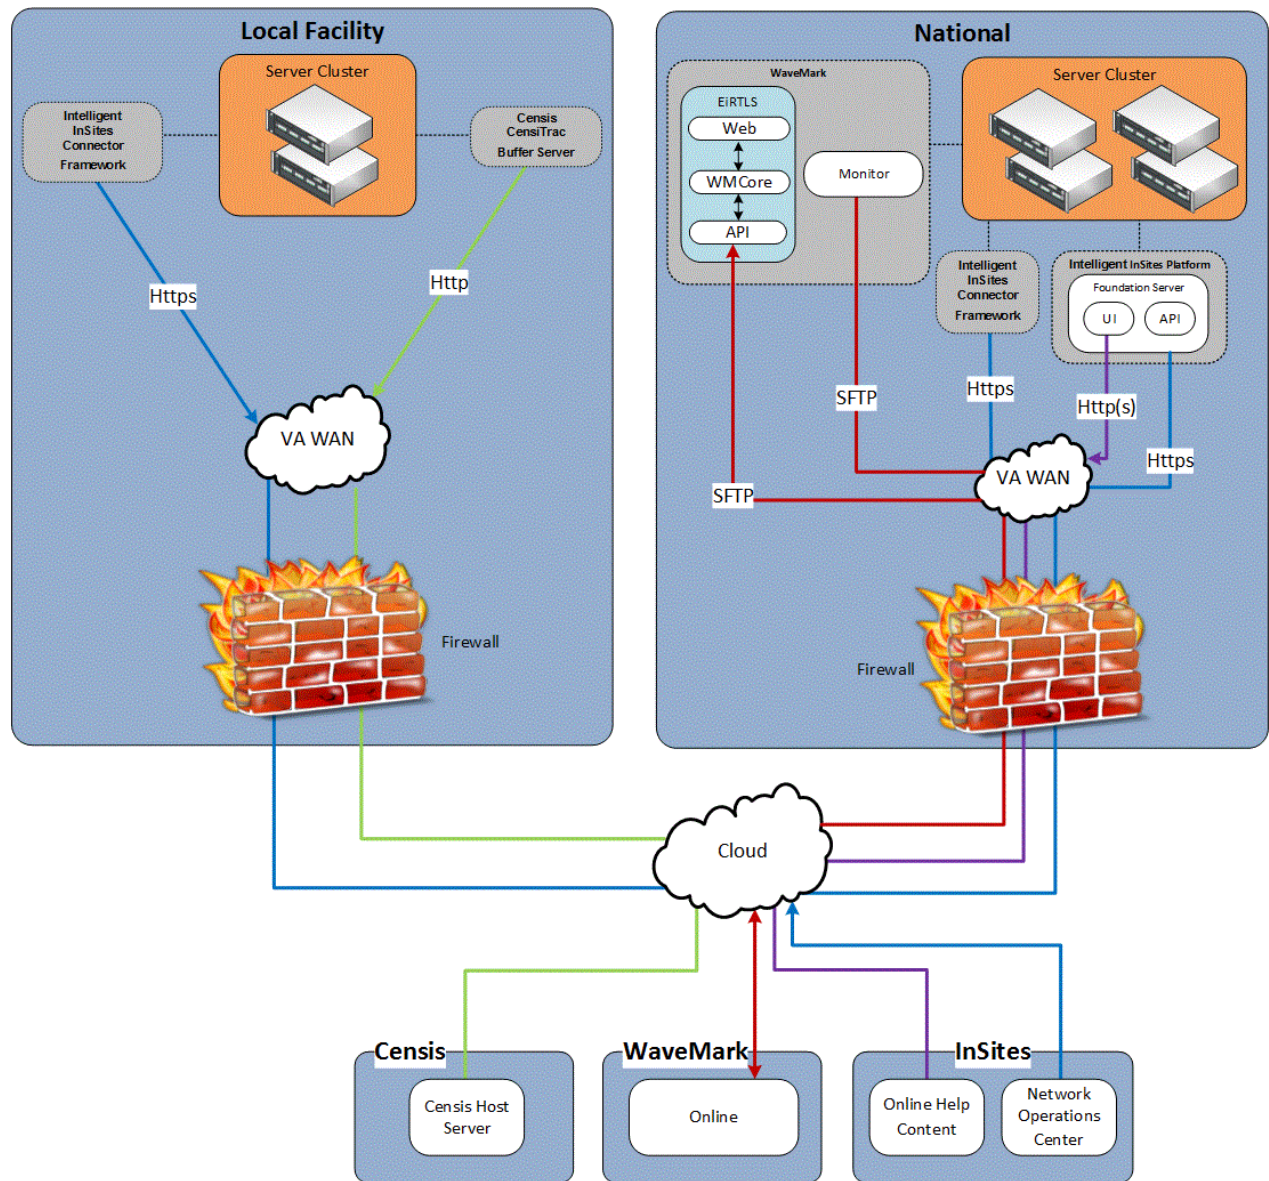 Local Facility
Server Cluster
Intelligent
InSites
Connector
Framework
Censis
CensiTrac
Buffer Server
Https
Http
VA WAN
Firewall
National
WaveMark
EiRTLS
Web
WMCore
API
Monitor
Server Cluster
Intelligent
InSites
Connector
Framework
Intelligent InSites Platform
Foundation Server
UI
API
SFTP
Https
Http(s)
Https
SFTP
VA WAN
Firewall
Cloud
Censis
Censis Host
Server
WaveMark
Online
InSites
Online Help
Content
Network
Operations
Center